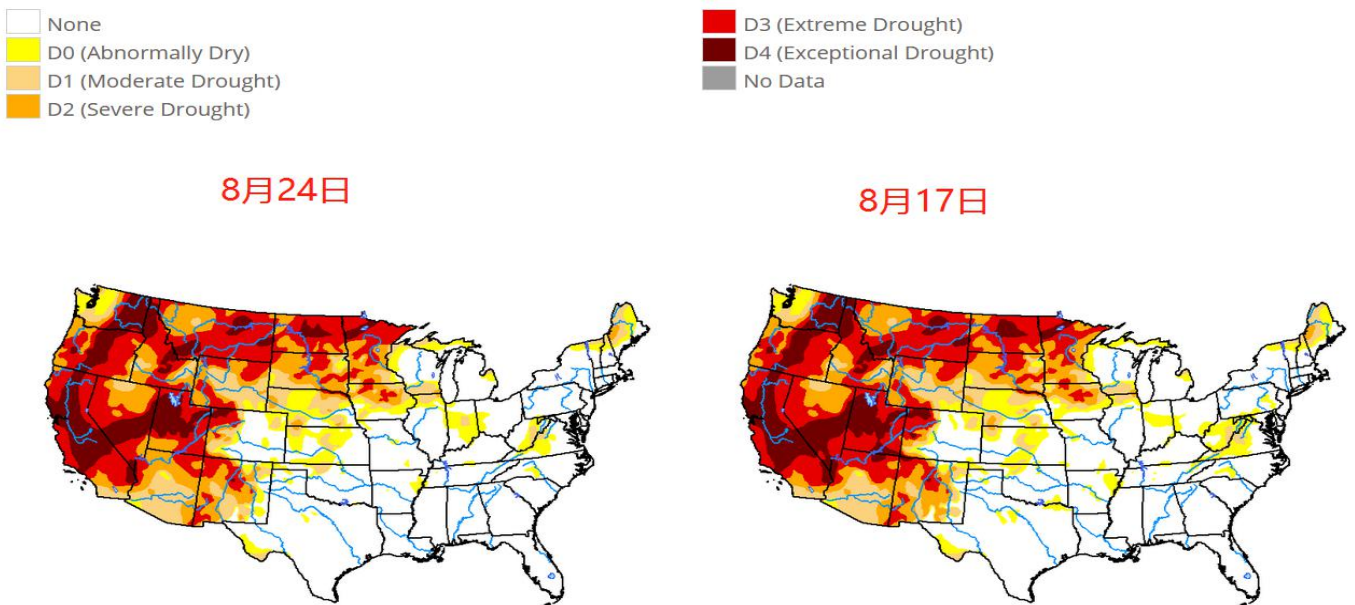 None
D0 (Abnormally Dry)
D1 (Moderate Drought)
D2 (Severe Drought)
D3 (Extreme Drought)
D4 (Exceptional Drought)
No Data
8月24日
8月17日